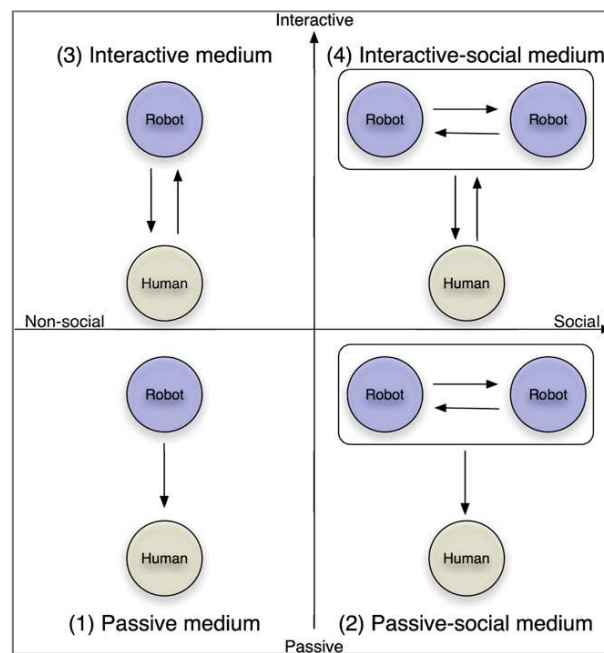 Interactive
(3) Interactive medium
(4) Interactive-social medium
Robot
Robot
Robot
Human
Human
Non-social
Social
Robot
Robot
Robot
Human
Human
(1) Passive medium
(2) Passive-social medium
Passive